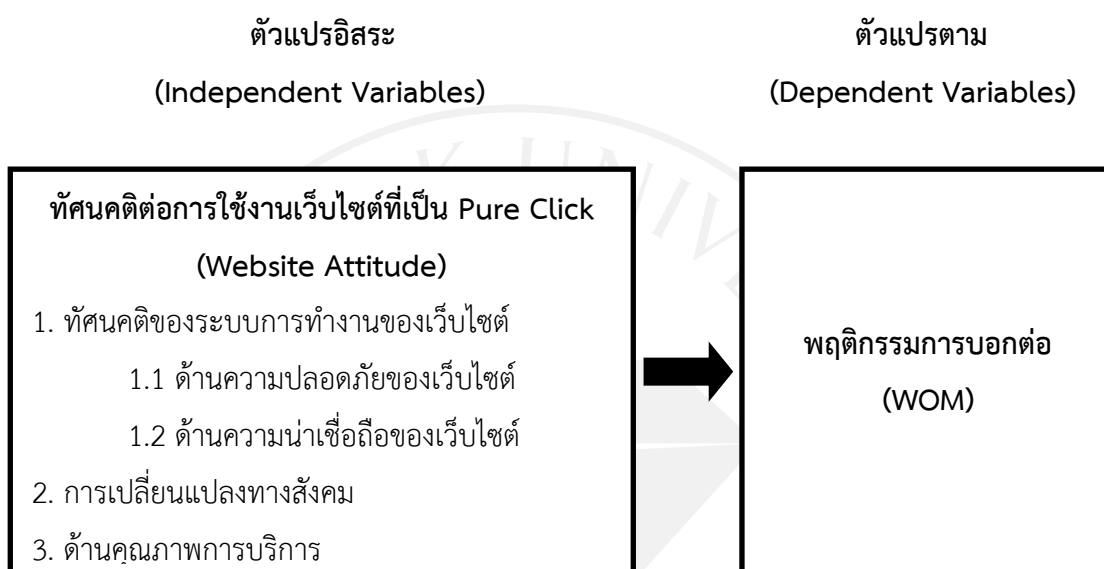 ตัวแปรอิสระ
(Independent Variables)
ตัวแปรตาม
(Dependent Variables)
ทัศนคติต่อการใช้งานเว็บไซต์ที่เป็น Pure Click
(Website Attitude)
1. ทัศนคติของระบบการทำงานของเว็บไซต์
1.1 ด้านความปลอดภัยของเว็บไซต์
1.2 ด้านความน่าเชื่อถือของเว็บไซต์
2. การเปลี่ยนแปลงทางสังคม
3. ด้านคุณภาพการบริการ
พฤติกรรมการบอกต่อ
(WOM)